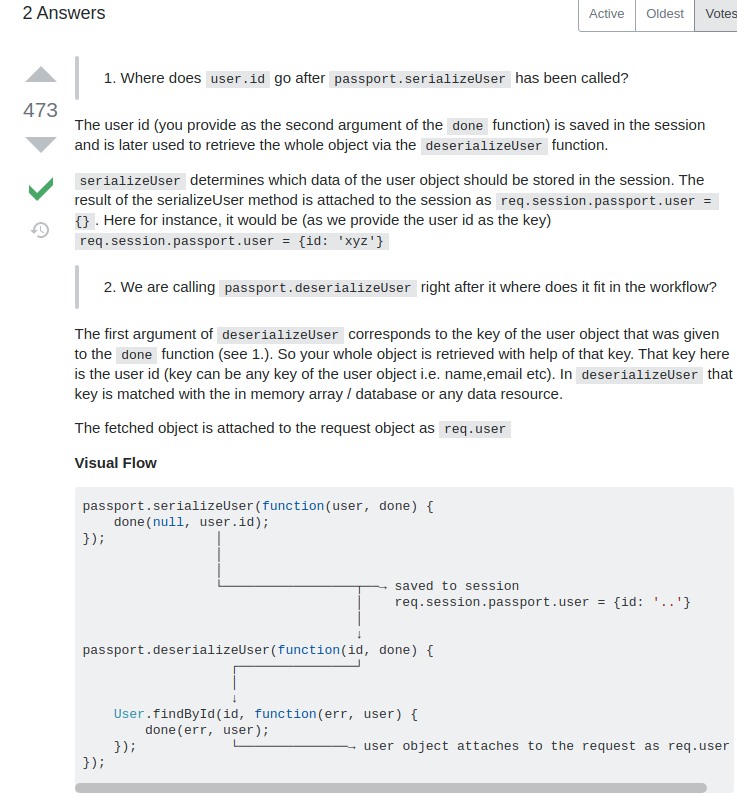 2 Answers
Active Oldest Votes
1. Where does user.id go after passport.serializeUser has been called?
473
The user id (you provide as the second argument of the done function) is saved in the session
and is later used to retrieve the whole object via the deserializeUser function.
serializeUser determines which data of the user object should be stored in the session. The
result of the serializeUser method is attached to the session as req.session.passport.user =
{}. Here for instance, it would be (as we provide the user id as the key)
req.session.passport.user = {id: 'xyz'}
2. We are calling passport.deserializeUser right after it where does it fit in the workflow?
The first argument of deserializeUser corresponds to the key of the user object that was given
to the done function (see 1.). So your whole object is retrieved with help of that key. That key here
is the user id (key can be any key of the user object i.e. name,email etc). In deserializeUser that
key is matched with the in memory array / database or any data resource.
The fetched object is attached to the request object as req.user
Visual Flow
passport.serializeUser(function(user, done) {
done(null, user.id);
});
saved to session
req.session.passport.user = {id: '..'}
passport.deserializeUser(function(id, done) {
User.findById(id, function(err, user) {
done(err, user);
}); user object attaches to the request as req.user
});